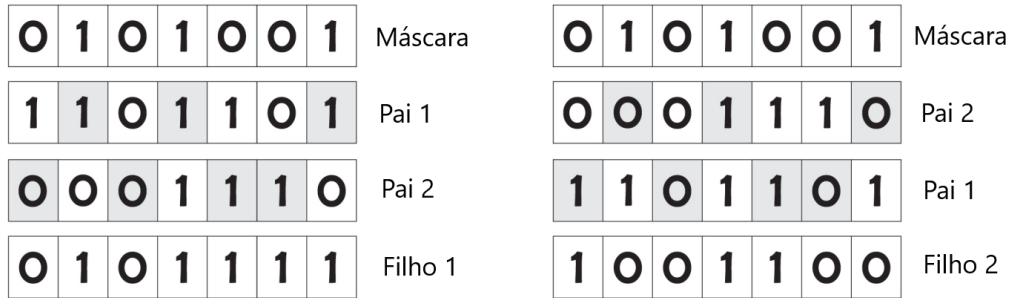 0 1 0 1 0 0 1 Máscara
1 1 0 1 1 0 1 Pai 1
0 0 0 1 1 1 0 Pai 2
0 1 0 1 1 1 1 Filho 1
0 1 0 1 0 0 1 Máscara
0 0 0 1 1 1 0 Pai 2
1 1 0 1 1 0 1 Pai 1
1 0 0 1 1 0 0 Filho 2